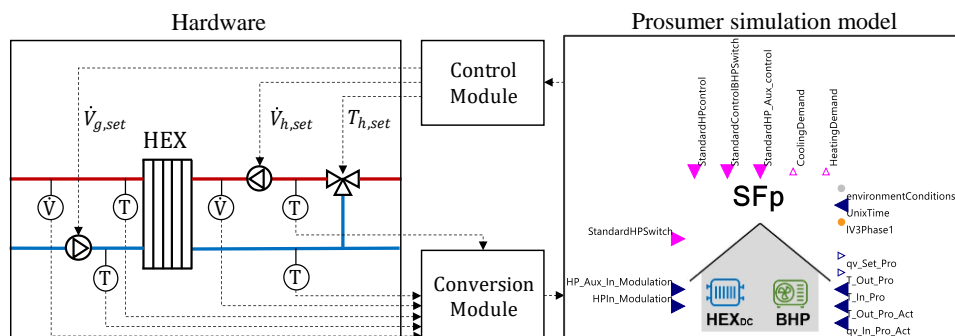 Hardware
Prosumer simulation model
Control
Module
V̇g,set
V̇h,set
Th,set
HEX
V̇
T
V̇
T
T
T
Conversion
Module
StandardHPcontrol
StandardControlBHPSwitch
StandardHP_Aux_control
CoolingDemand
HeatingDemand
SFp
environmentConditions
UnixTime
IV3Phase1
StandardHPSwitch
qv_Set_Pro
T_Out_Pro
HP_Aux_In_Modulation
T_In_Pro
HPIn_Modulation
T_Out_Pro_Act
qv_In_Pro_Act
HEXDC
BHP